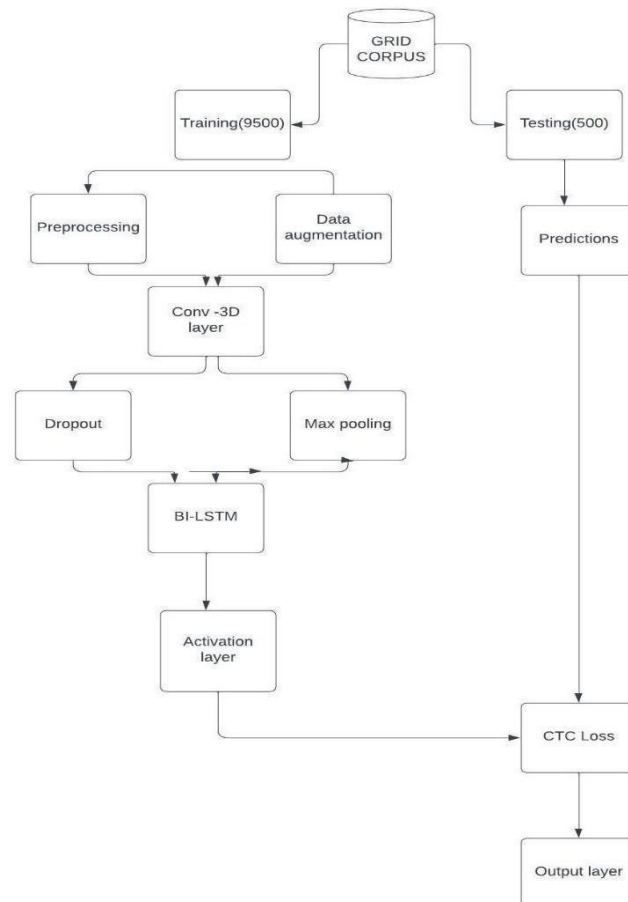 GRID
CORPUS
Training(9500)
Testing(500)
Preprocessing
Data
augmentation
Predictions
Conv -3D
layer
Dropout
Max pooling
BI-LSTM
Activation
layer
CTC Loss
Output layer